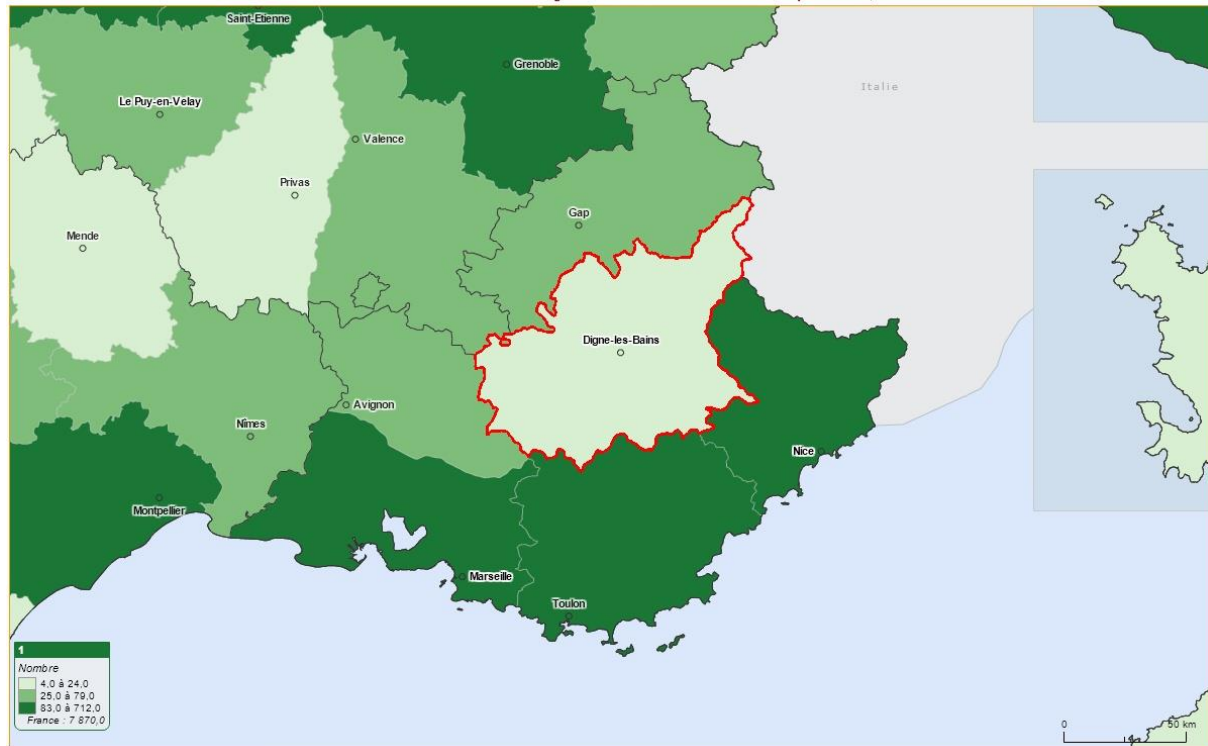 Saint-Etienne
Grenoble
Italie
Le Puy-en-Velay
Valence
Privas
Gap
Mende
Digne-les-Bains
Avignon
Nîmes
Nice
Montpellier
Marseille
Toulon
1
Nombre
4,0 à 24,0
25,0 à 79,0
83,0 à 712,0
France : 7 870,0
0 50 km